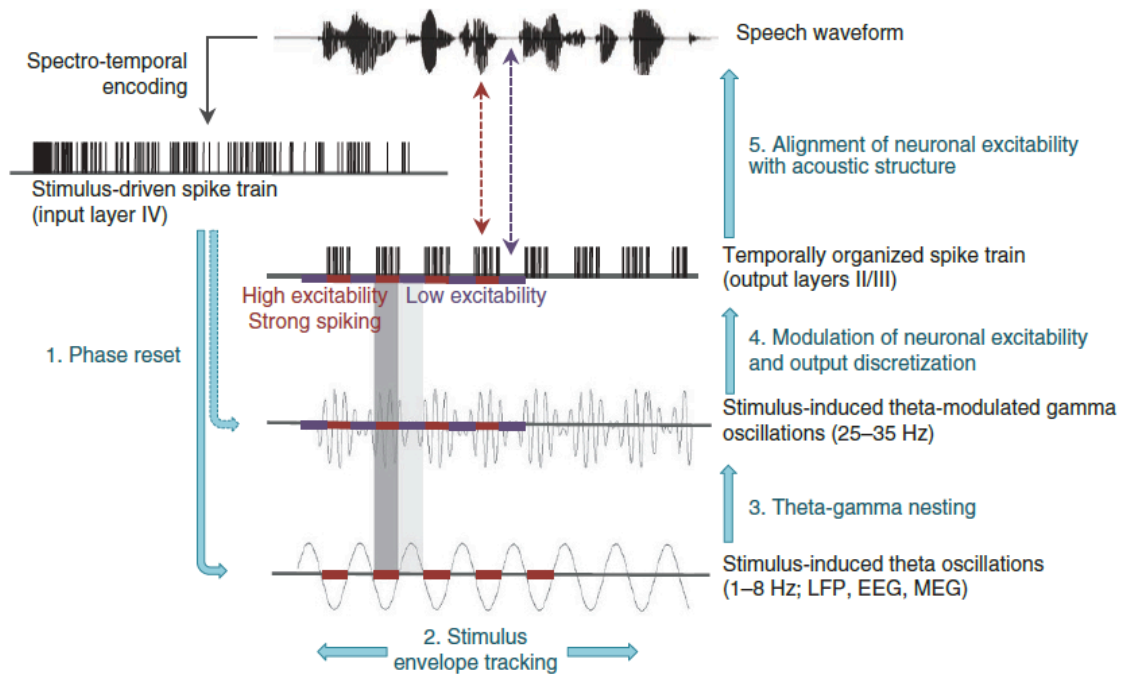 Speech waveform
Spectro-temporal
encoding
Stimulus-driven spike train
(input layer IV)
5. Alignment of neuronal excitability
with acoustic structure
Temporally organized spike train
(output layers II/III)
High excitability
Strong spiking
Low excitability
1. Phase reset
4. Modulation of neuronal excitability
and output discretization
Stimulus-induced theta-modulated gamma
oscillations (25–35 Hz)
3. Theta-gamma nesting
Stimulus-induced theta oscillations
(1–8 Hz; LFP, EEG, MEG)
2. Stimulus
envelope tracking